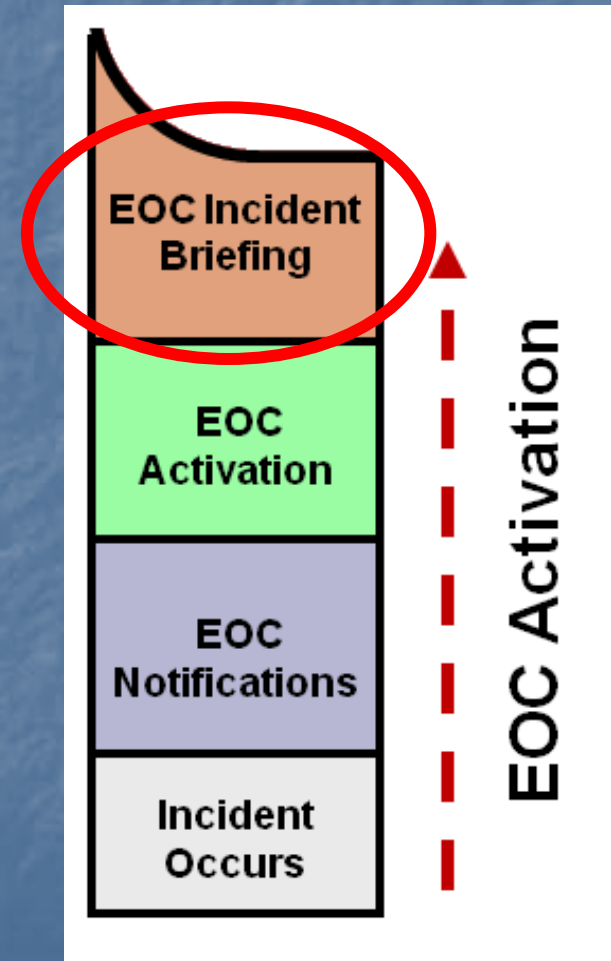 EOC Incident
Briefing
EOC
Activation
EOC
Notifications
Incident
Occurs
EOC Activation